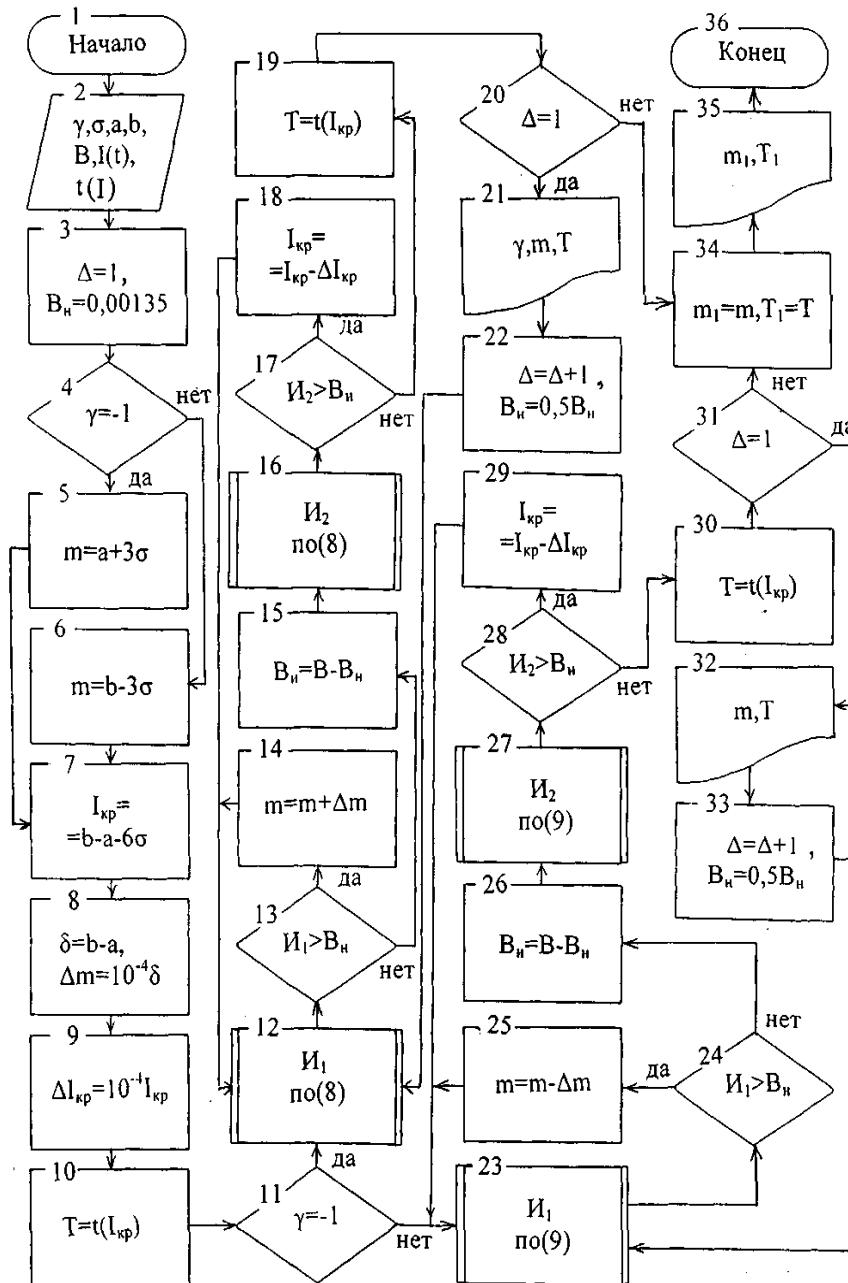 1
Начало
2
γ,σ,a,b,
B,I(t),
t(I)
3
Δ=1,
Bн=0,00135
4
γ=-1
нет
да
5
m=a+3σ
6
m=b-3σ
7
Iкр=
=b-a-6σ
8
δ=b-a,
Δm=10⁻⁴δ
9
ΔIкр=10⁻⁴Iкр
10
T=t(Iкр)
11
γ=-1
да
нет
12
И₁
по(8)
13
И₁>Bн
да
нет
14
m=m+Δm
15
Bи=B-Bн
16
И₂
по(8)
17
И₂>Bи
да
нет
18
Iкр=
=Iкр-ΔIкр
19
T=t(Iкр)
20
Δ=1
нет
да
21
γ,m,T
22
Δ=Δ+1,
Bн=0,5Bн
23
И₁
по(9)
24
И₁>Bн
да
нет
25
m=m-Δm
26
Bн=B-Bн
27
И₂
по(9)
28
И₂>Bн
да
нет
29
Iкр=
=Iкр-ΔIкр
30
T=t(Iкр)
31
Δ=1
нет
да
32
m,T
33
Δ=Δ+1,
Bн=0,5Bн
34
m₁=m,T₁=T
35
m₁,T₁
36
Конец